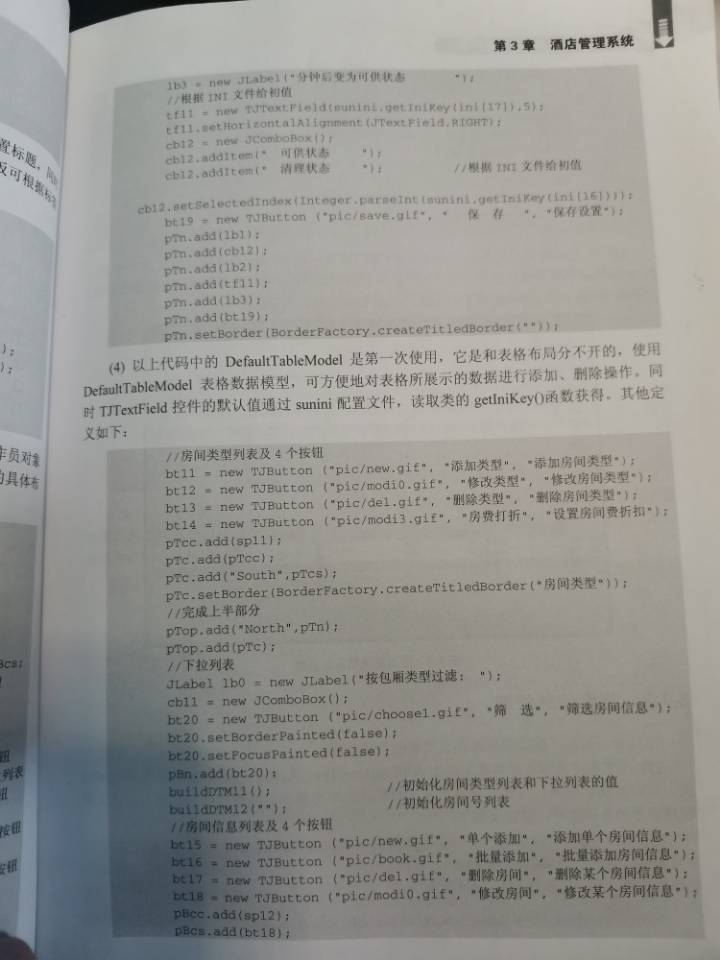 第 3 章 酒店管理系统
lb3 = new JLabel("分钟后变为可供状态 ");
//根据 INI 文件给初值
tf11 = new TJTextField(sunini.getIniKey(ini[17]),5);
tf11.setHorizontalAlignment(JTextField.RIGHT);
cb12 = new JComboBox();
cb12.addItem(" 可供状态 ");
cb12.addItem(" 清理状态 "); //根据 INI 文件给初值
cb12.setSelectedIndex(Integer.parseInt(sunini.getIniKey(ini[16])));
bt19 = new TJButton ("pic/save.gif", " 保 存 ", "保存设置");
pTn.add(lb1);
pTn.add(cb12);
pTn.add(lb2);
pTn.add(tf11);
pTn.add(lb3);
pTn.add(bt19);
pTn.setBorder(BorderFactory.createTitledBorder(""));
(4) 以上代码中的 DefaultTableModel 是第一次使用，它是和表格布局分不开的，使用
DefaultTableModel 表格数据模型，可方便地对表格所展示的数据进行添加、删除操作。同
时 TJTextField 控件的默认值通过 sunini 配置文件，读取类的 getIniKey()函数获得。其他定
义如下：
//房间类型列表及 4 个按钮
bt11 = new TJButton ("pic/new.gif", "添加类型", "添加房间类型");
bt12 = new TJButton ("pic/modi0.gif", "修改类型", "修改房间类型");
bt13 = new TJButton ("pic/del.gif", "删除类型", "删除房间类型");
bt14 = new TJButton ("pic/modi3.gif", "房费打折", "设置房间费折扣");
pTcc.add(sp11);
pTc.add(pTcc);
pTc.add("South",pTcs);
pTc.setBorder(BorderFactory.createTitledBorder("房间类型"));
//完成上半部分
pTop.add("North",pTn);
pTop.add(pTc);
//下拉列表
JLabel lb0 = new JLabel("按包厢类型过滤： ");
cb11 = new JComboBox();
bt20 = new TJButton ("pic/choose1.gif", "筛 选", "筛选房间信息");
bt20.setBorderPainted(false);
bt20.setFocusPainted(false);
pBn.add(bt20);
buildDTM11(); //初始化房间类型列表和下拉列表的值
buildDTM12(""); //初始化房间号列表
//房间信息列表及 4 个按钮
bt15 = new TJButton ("pic/new.gif", "单个添加", "添加单个房间信息");
bt16 = new TJButton ("pic/book.gif", "批量添加", "批量添加房间信息");
bt17 = new TJButton ("pic/del.gif", "删除房间", "删除某个房间信息");
bt18 = new TJButton ("pic/modi0.gif", "修改房间", "修改某个房间信息");
pBcc.add(sp12);
pBcs.add(bt18);